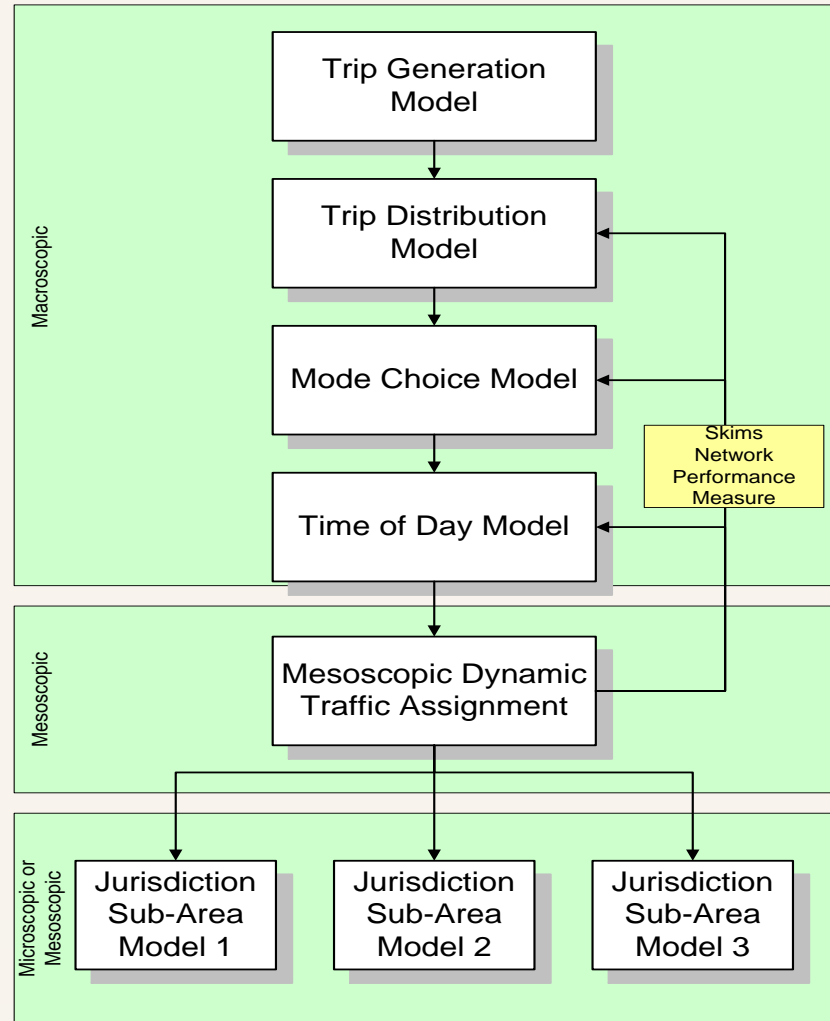 Macroscopic
Trip Generation
Model
Trip Distribution
Model
Mode Choice Model
Skims
Network
Performance
Measure
Time of Day Model
Mesoscopic
Mesoscopic Dynamic
Traffic Assignment
Microscopic or
Mesoscopic
Jurisdiction
Sub-Area
Model 1
Jurisdiction
Sub-Area
Model 2
Jurisdiction
Sub-Area
Model 3